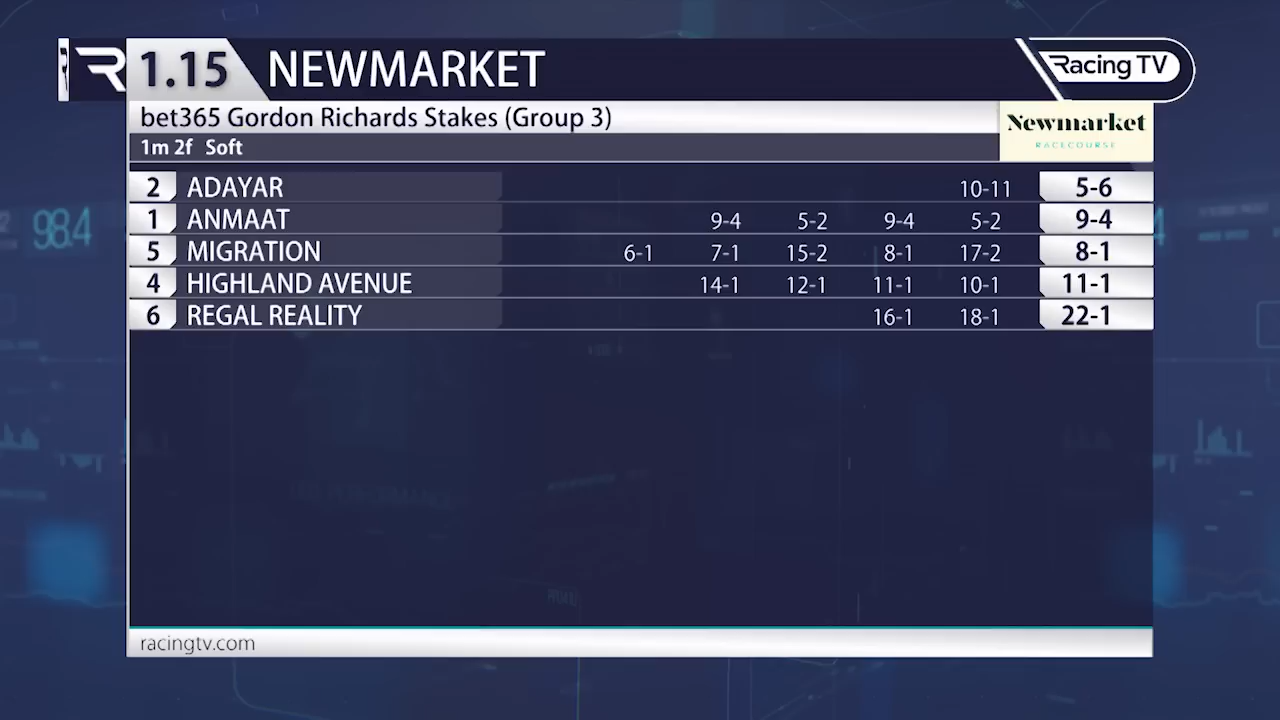 1.15 NEWMARKET
Racing TV
bet365 Gordon Richards Stakes (Group 3)
Newmarket
RACECOURSE
1m 2f Soft
2 ADAYAR 10-11 5-6
1 ANMAAT 9-4 5-2 9-4 5-2 9-4
5 MIGRATION 6-1 7-1 15-2 8-1 17-2 8-1
4 HIGHLAND AVENUE 14-1 12-1 11-1 10-1 11-1
6 REGAL REALITY 16-1 18-1 22-1
98.4
racingtv.com